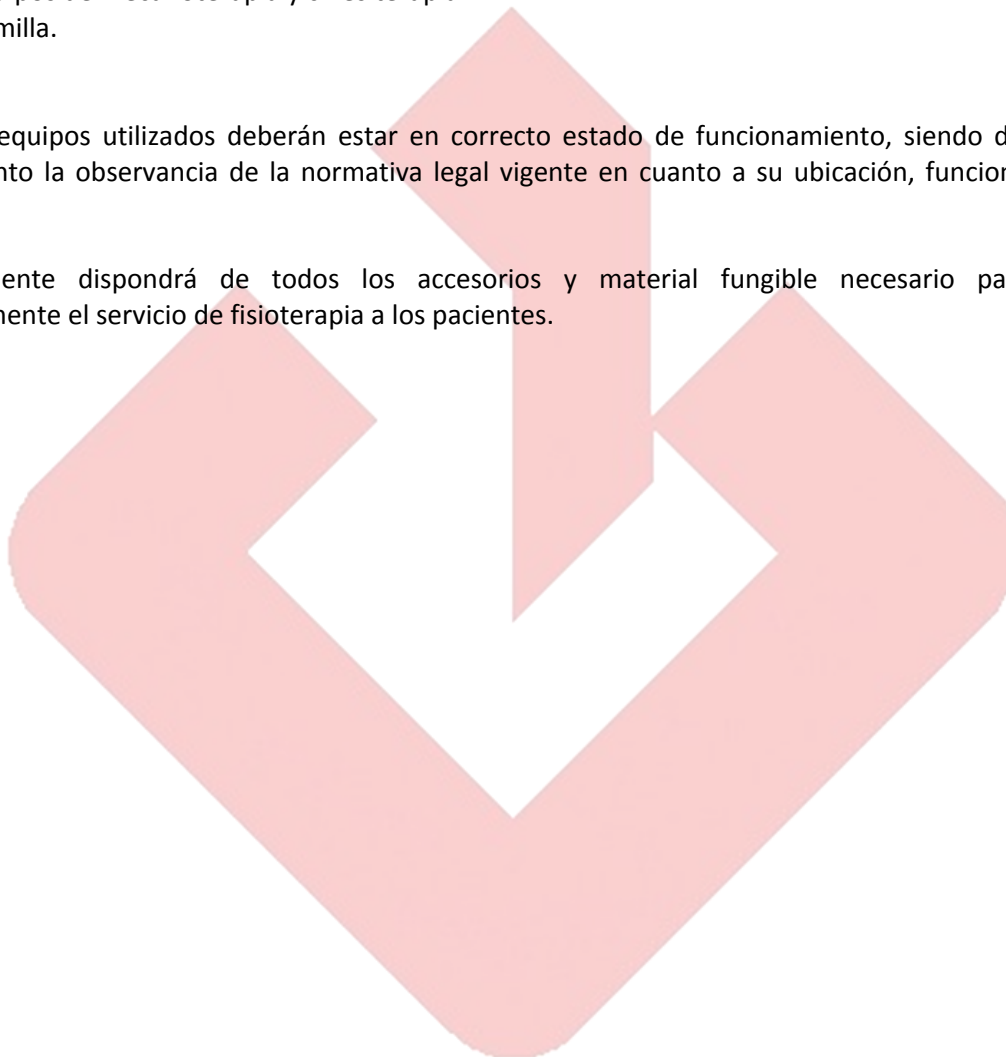 milla.
equipos utilizados deberán estar en correcto estado de funcionamiento, siendo d
nto la observancia de la normativa legal vigente en cuanto a su ubicación, funcion
ente dispondrá de todos los accesorios y material fungible necesario pa
mente el servicio de fisioterapia a los pacientes.